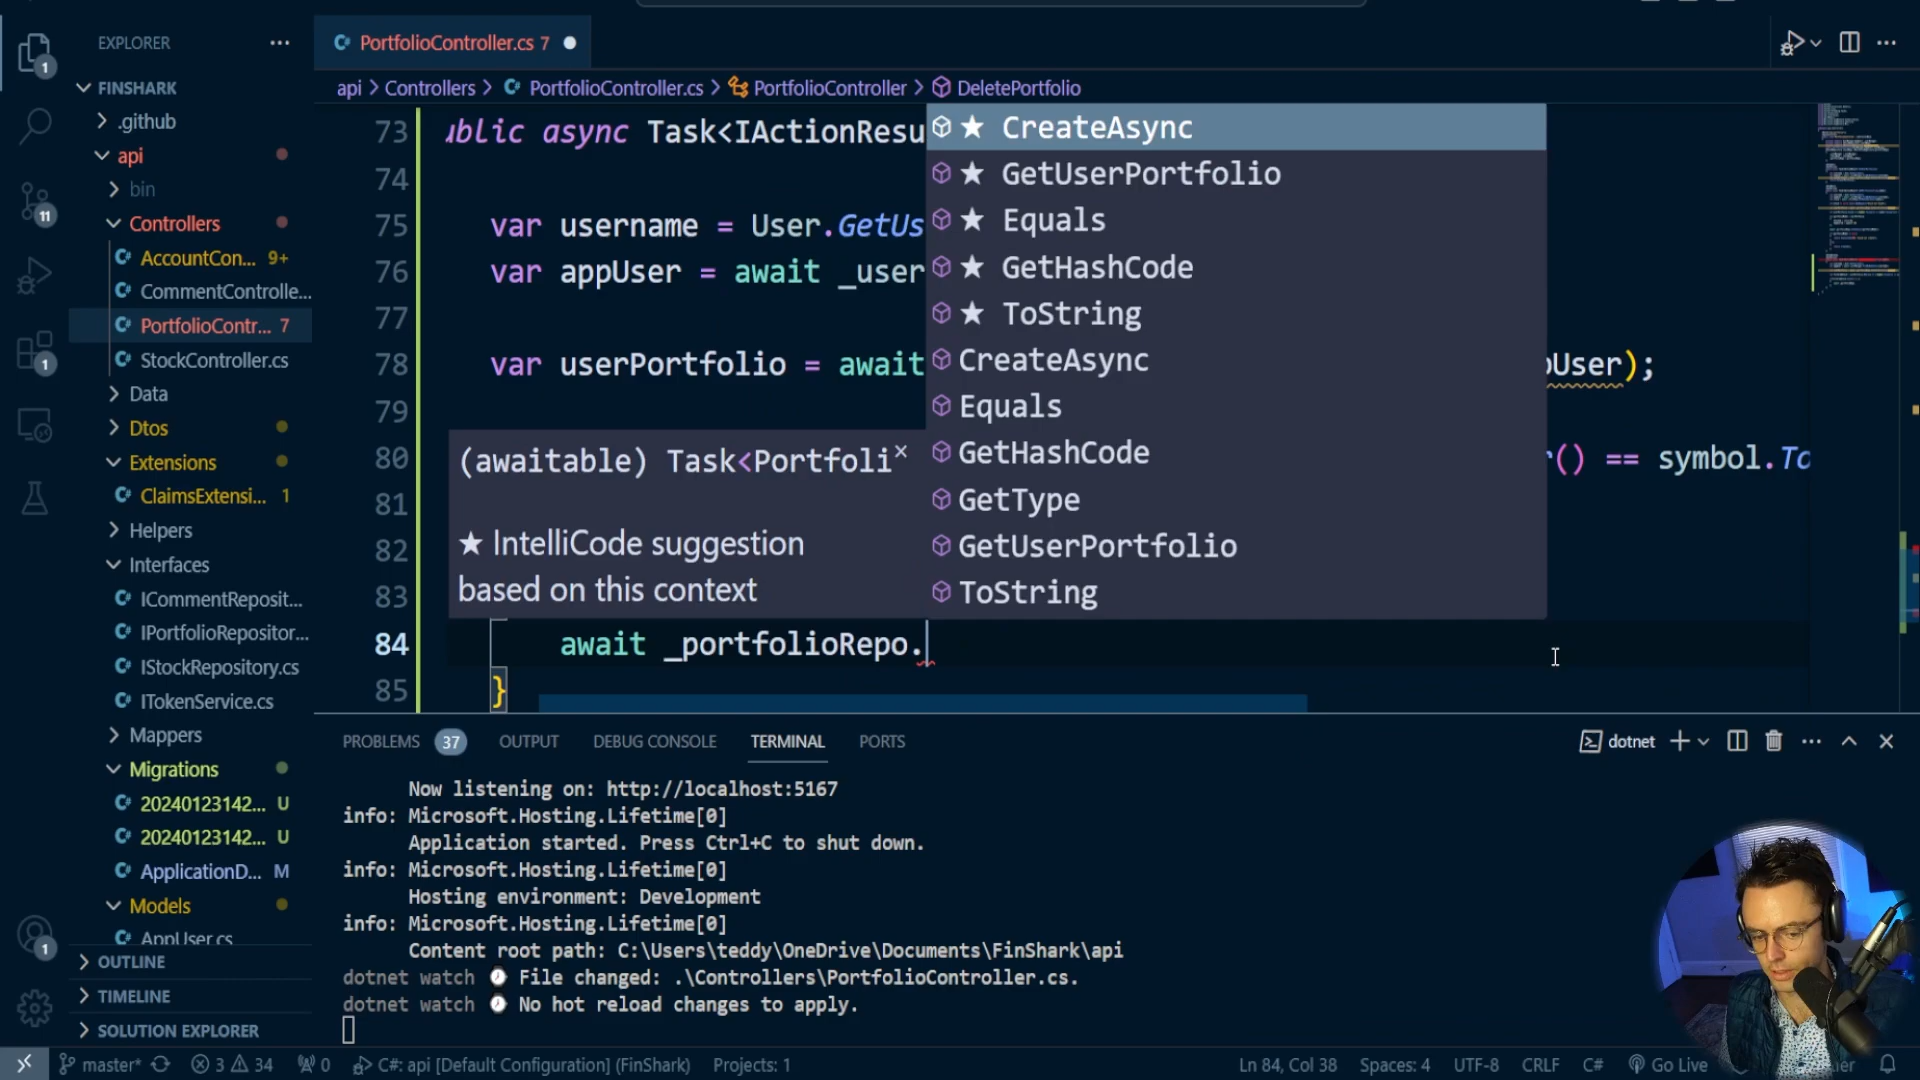 EXPLORER
FINSHARK
.github
api
bin
Controllers
AccountCon... 9+
CommentControlle...
PortfolioContr... 7
StockController.cs
Data
Dtos
Extensions
ClaimsExtensi... 1
Helpers
Interfaces
ICommentReposit...
IPortfolioRepositor...
IStockRepository.cs
ITokenService.cs
Mappers
Migrations
20240123142... U
20240123142... U
ApplicationD... M
Models
AppUser.cs
OUTLINE
TIMELINE
SOLUTION EXPLORER
1
11
1
1
PortfolioController.cs 7
api > Controllers > PortfolioController.cs > PortfolioController > DeletePortfolio
73 ublic async Task<IActionResu
74
75 var username = User.GetUs
76 var appUser = await _user
77
78 var userPortfolio = await pUser);
79
80 r() == symbol.To
81
82
83
84 await _portfolioRepo.
85 }
CreateAsync
GetUserPortfolio
Equals
GetHashCode
ToString
CreateAsync
Equals
GetHashCode
GetType
GetUserPortfolio
ToString
(awaitable) Task<Portfoli
★ IntelliCode suggestion
based on this context
PROBLEMS 37 OUTPUT DEBUG CONSOLE TERMINAL PORTS
dotnet
Now listening on: http://localhost:5167
info: Microsoft.Hosting.Lifetime[0]
Application started. Press Ctrl+C to shut down.
info: Microsoft.Hosting.Lifetime[0]
Hosting environment: Development
info: Microsoft.Hosting.Lifetime[0]
Content root path: C:\Users\teddy\OneDrive\Documents\FinShark\api
dotnet watch File changed: .\Controllers\PortfolioController.cs.
dotnet watch No hot reload changes to apply.
master* 3 34 0 C#: api [Default Configuration] (FinShark) Projects: 1 Ln 84, Col 38 Spaces: 4 UTF-8 CRLF C# Go Live